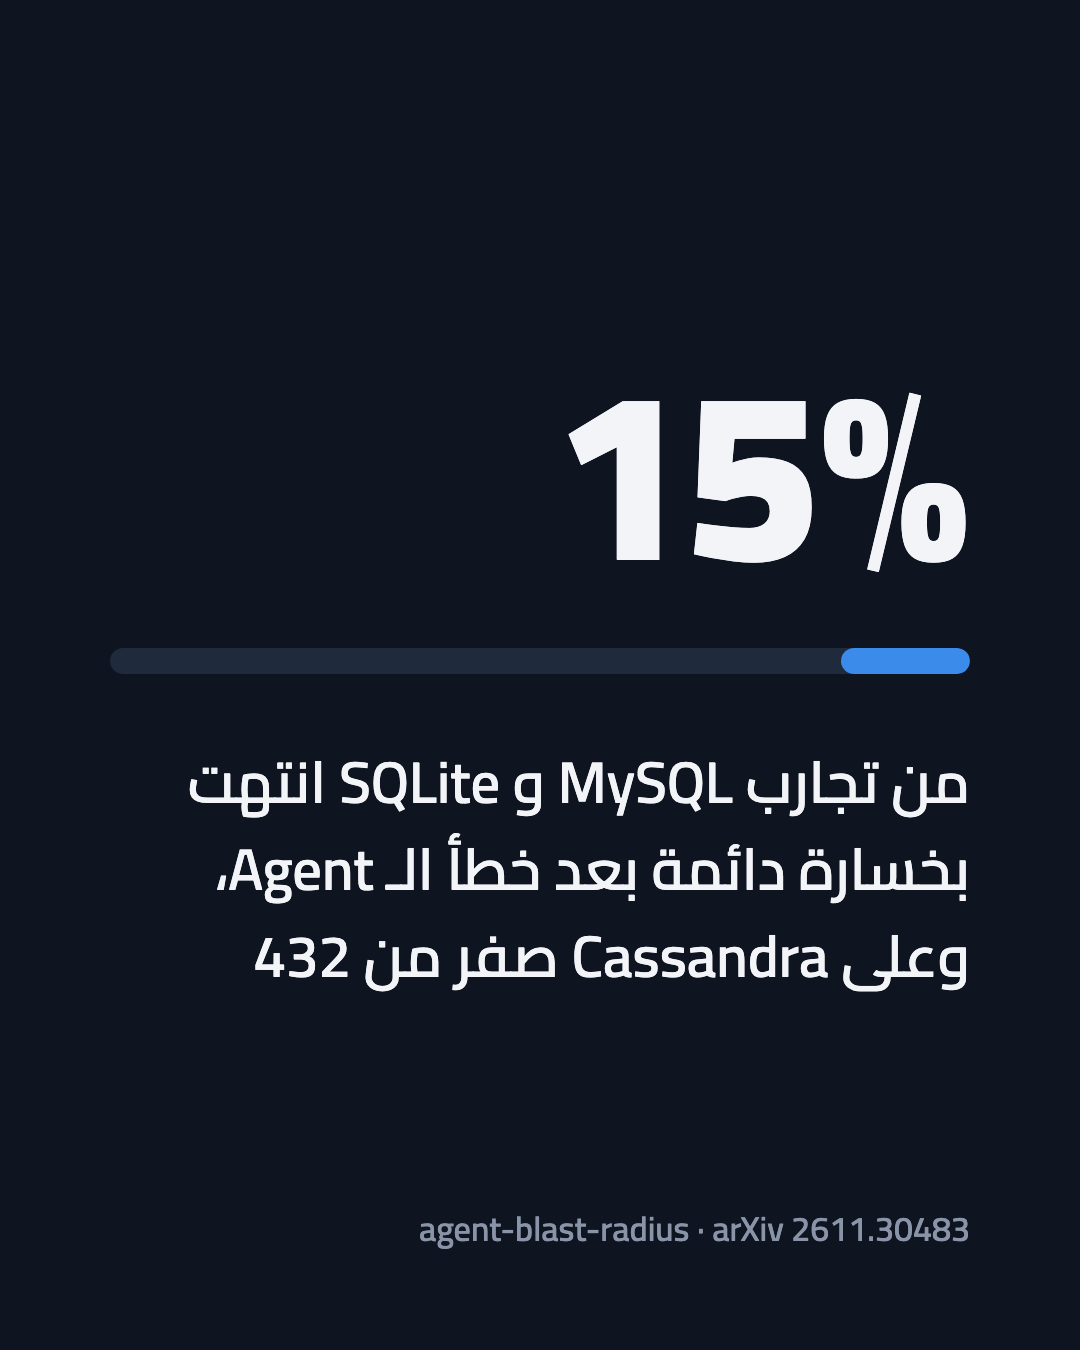 15%
من تجارب MySQL و SQLite انتهت
بخسارة دائمة بعد خطأ الـ Agent،
وعلى Cassandra صفر من 432
agent-blast-radius · arXiv 2611.30483